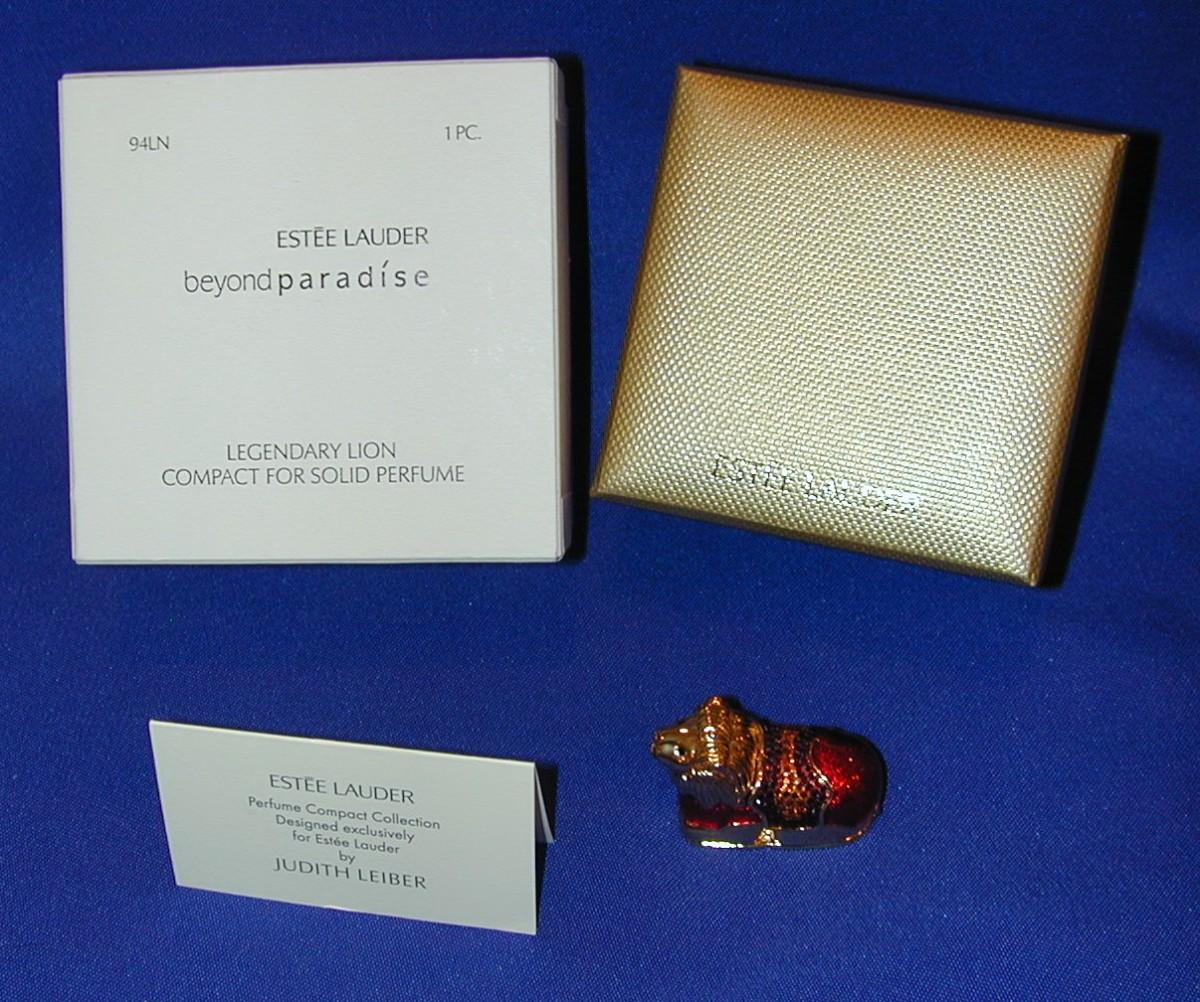 94LN
1 PC.
ESTĒE LAUDER
beyondparadíse
LEGENDARY LION
COMPACT FOR SOLID PERFUME
ESTĒE LAUDER
ESTĒE LAUDER
Perfume Compact Collection
Designed exclusively
for Estée Lauder
by
JUDITH LEIBER